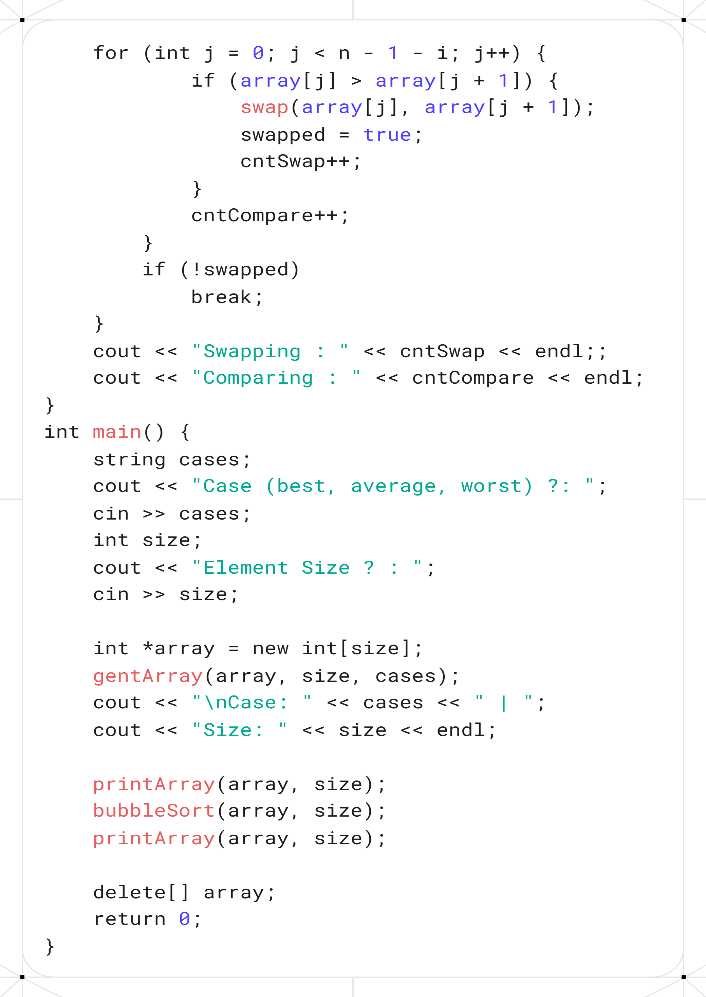 for (int j = 0; j < n - 1 - i; j++) {
if (array[j] > array[j + 1]) {
swap(array[j], array[j + 1]);
swapped = true;
cntSwap++;
}
cntCompare++;
}
if (!swapped)
break;
}
cout << "Swapping : " << cntSwap << endl;;
cout << "Comparing : " << cntCompare << endl;
}
int main() {
string cases;
cout << "Case (best, average, worst) ?: ";
cin >> cases;
int size;
cout << "Element Size ? : ";
cin >> size;
int *array = new int[size];
gentArray(array, size, cases);
cout << "\nCase: " << cases << " | ";
cout << "Size: " << size << endl;
printArray(array, size);
bubbleSort(array, size);
printArray(array, size);
delete[] array;
return 0;
}